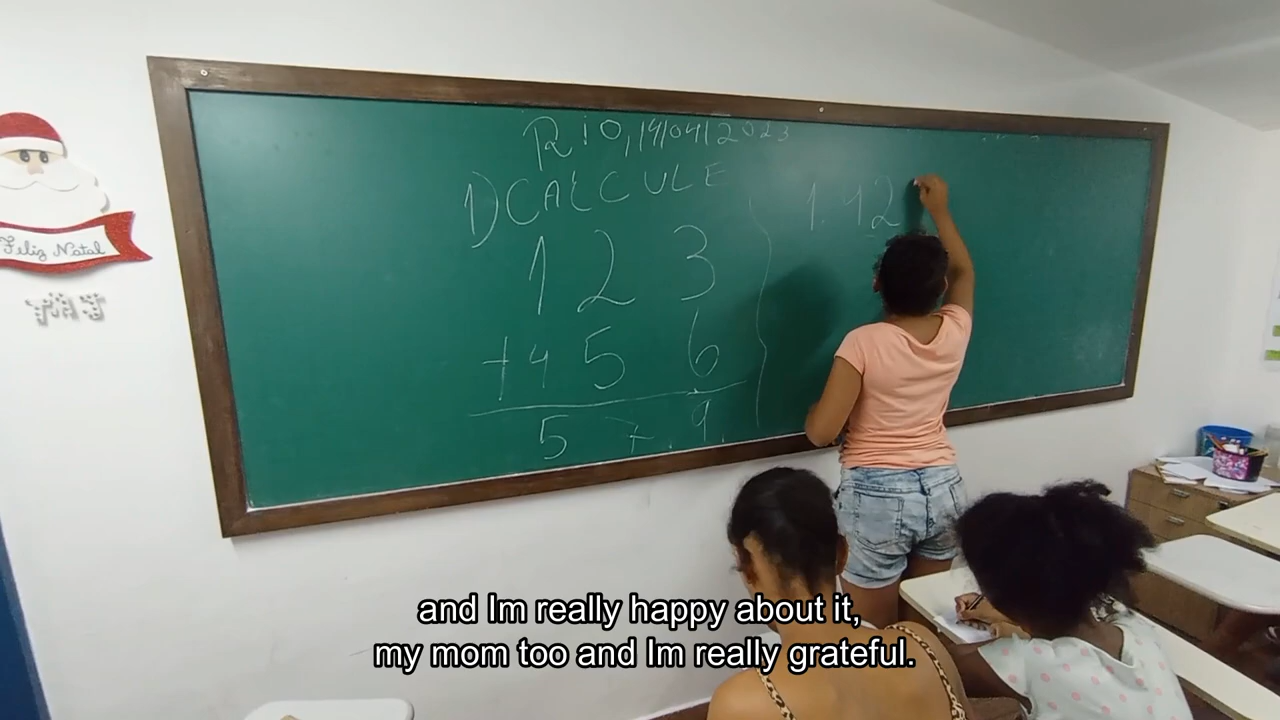 Feliz Natal
Rio, 14/04/2023
1) CALCULE
1 2 3
+ 4 5 6
5 7 9
1.42
and Im really happy about it,
my mom too and Im really grateful.